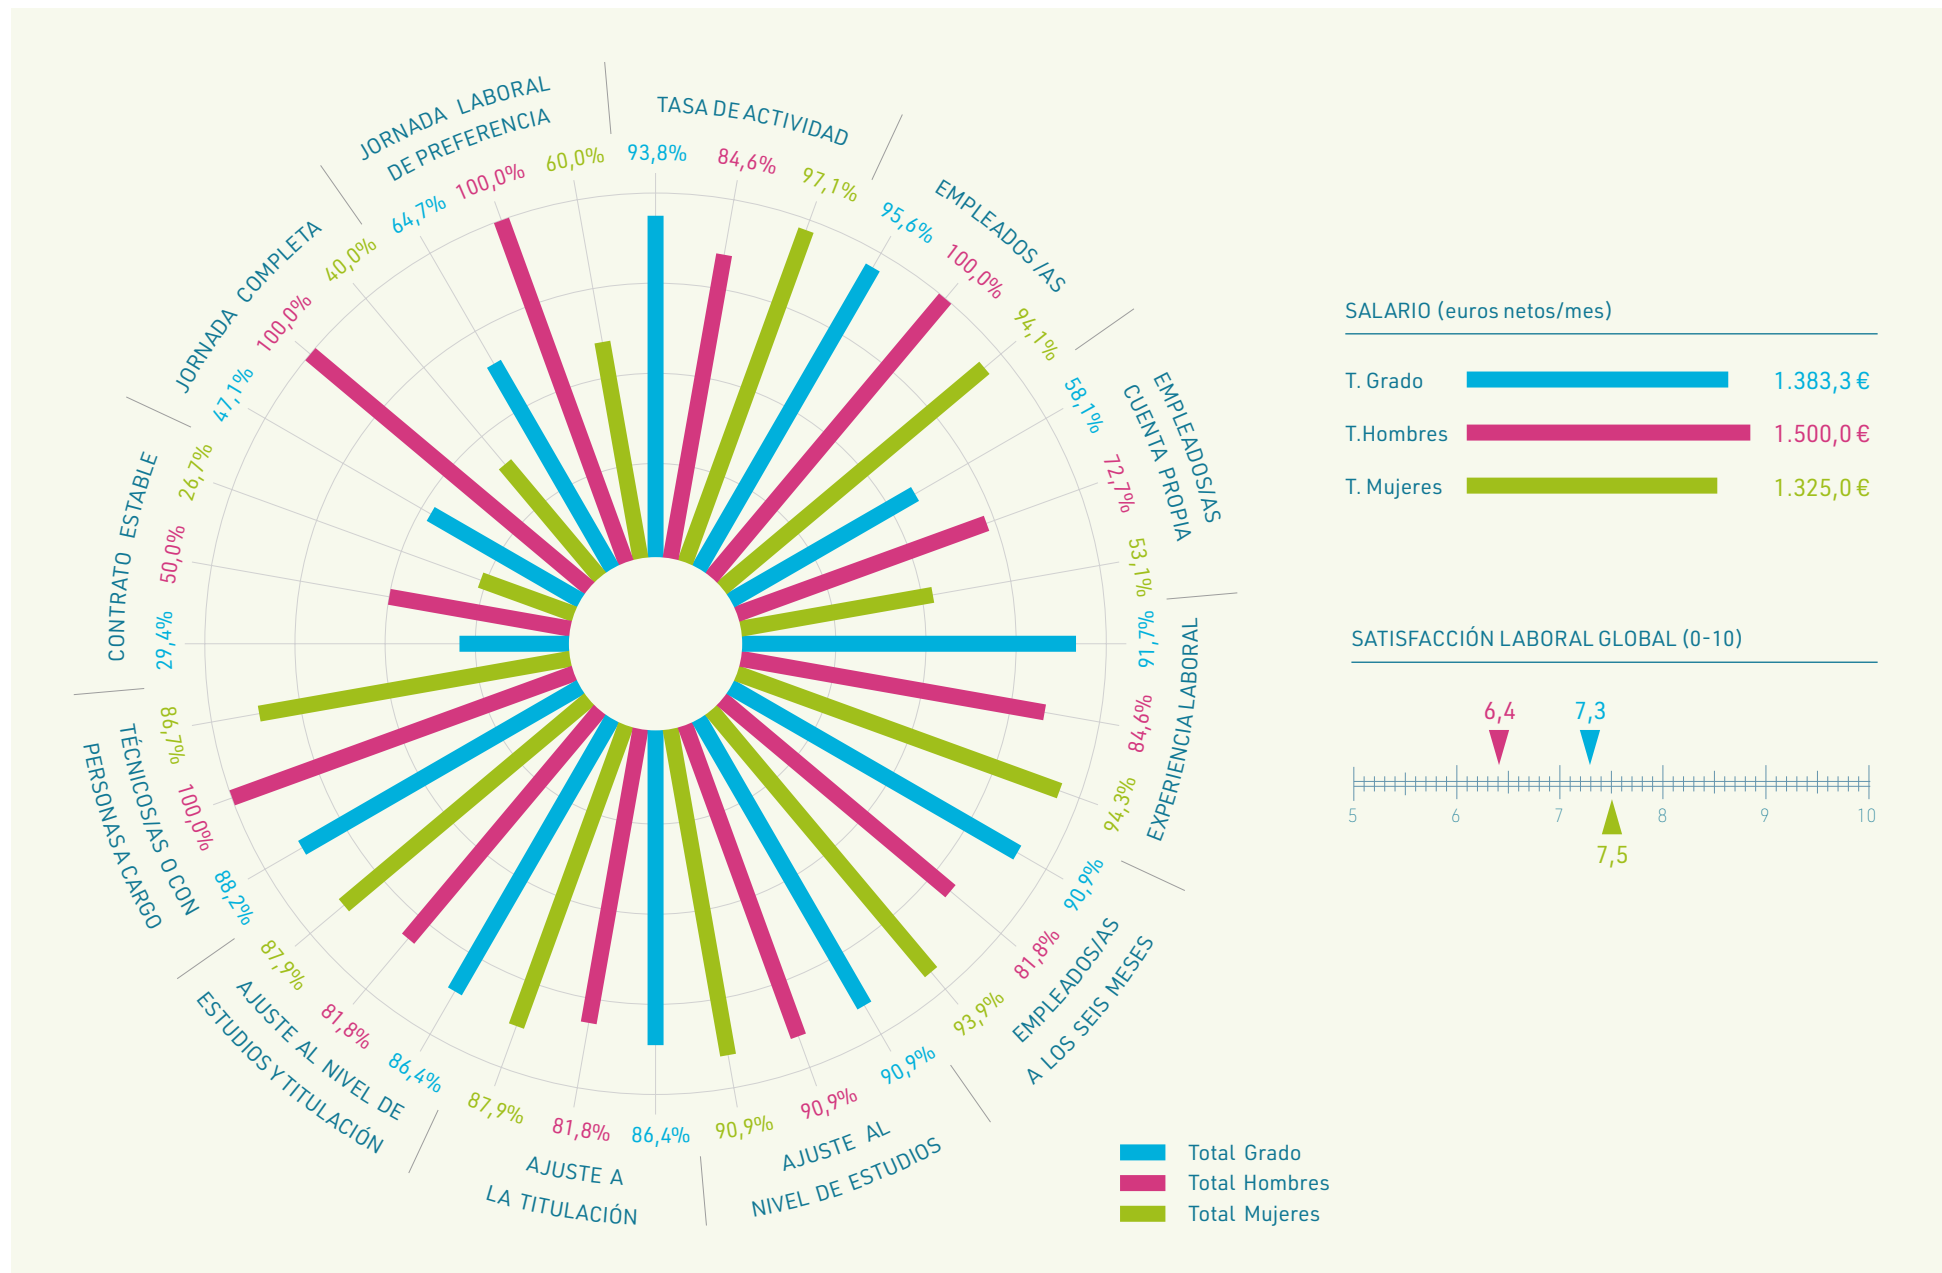 TASA DE ACTIVIDAD
93,8%
84,6%
97,1%
EMPLEADOS /AS
95,6%
100,0%
94,1%
EMPLEADOS/AS
CUENTA PROPIA
58,1%
72,7%
53,1%
EXPERIENCIA LABORAL
91,7%
84,6%
94,3%
EMPLEADOS/AS
A LOS SEIS MESES
90,9%
81,8%
93,9%
AJUSTE AL
NIVEL DE ESTUDIOS
90,9%
90,9%
90,9%
AJUSTE A
LA TITULACIÓN
86,4%
81,8%
87,9%
AJUSTE AL NIVEL DE
ESTUDIOS Y TITULACIÓN
86,4%
81,8%
87,9%
TÉCNICOS/AS O CON
PERSONAS A CARGO
88,2%
100,0%
86,7%
CONTRATO ESTABLE
29,4%
50,0%
26,7%
JORNADA COMPLETA
47,1%
100,0%
40,0%
JORNADA LABORAL
DE PREFERENCIA
64,7%
100,0%
60,0%
SALARIO (euros netos/mes)
T. Grado 1.383,3 €
T.Hombres 1.500,0 €
T. Mujeres 1.325,0 €
SATISFACCIÓN LABORAL GLOBAL (0-10)
6,4 7,3
5 6 7 8 9 10
7,5
Total Grado
Total Hombres
Total Mujeres